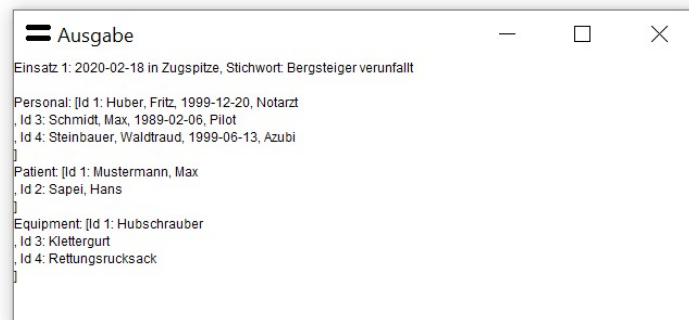 Ausgabe
Einsatz 1: 2020-02-18 in Zugspitze, Stichwort: Bergsteiger verunfallt
Personal: [Id 1: Huber, Fritz, 1999-12-20, Notarzt
, Id 3: Schmidt, Max, 1989-02-06, Pilot
, Id 4: Steinbauer, Waldtraud, 1999-06-13, Azubi
]
Patient: [Id 1: Mustermann, Max
, Id 2: Sapei, Hans
]
Equipment: [Id 1: Hubschrauber
, Id 3: Klettergurt
, Id 4: Rettungsrucksack
]